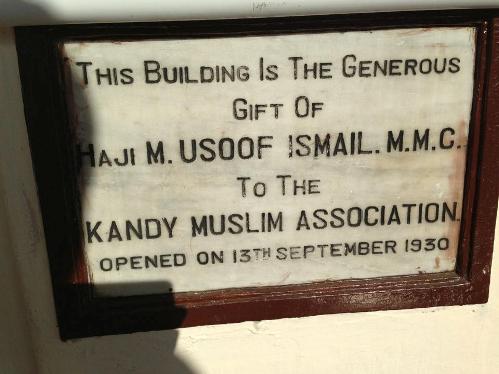 This Building Is The Generous
Gift Of
Haji M. USOOF ISMAIL. M.M.C.
To The
KANDY MUSLIM ASSOCIATION.
OPENED ON 13TH SEPTEMBER 1930